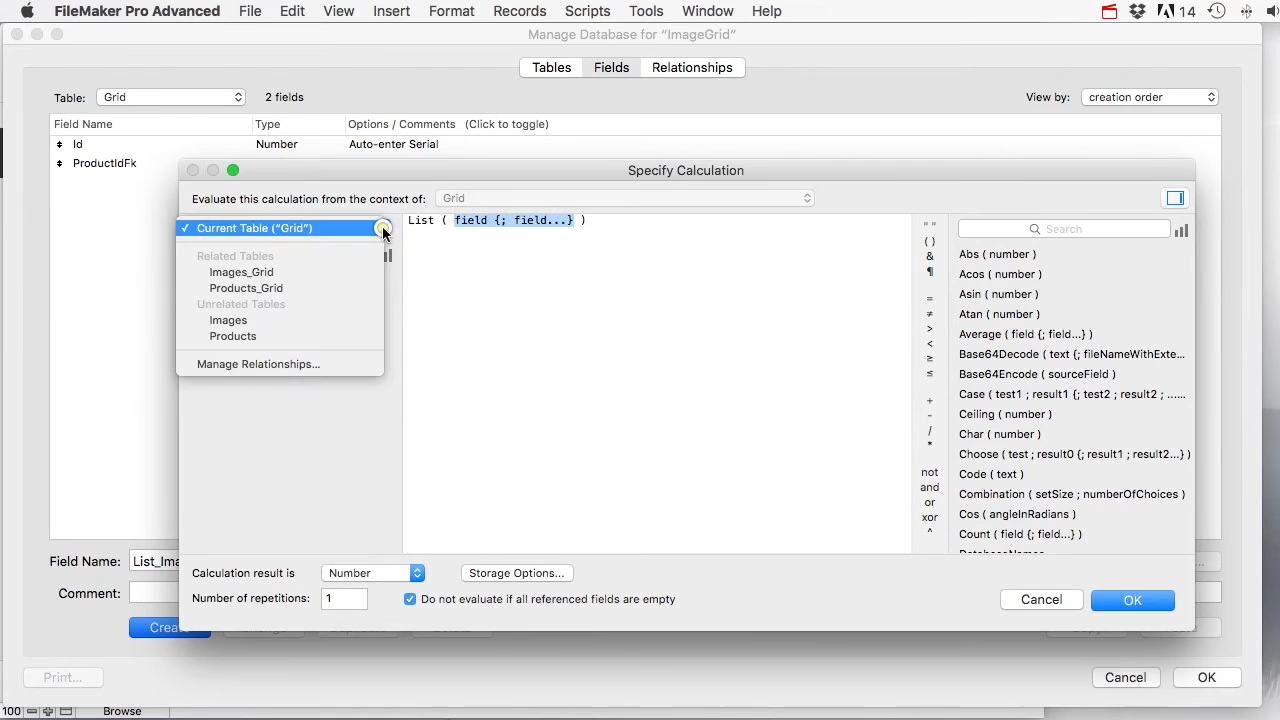 FileMaker Pro Advanced File Edit View Insert Format Records Scripts Tools Window Help 14
Manage Database for “ImageGrid”
Tables Fields Relationships
Table: Grid 2 fields View by: creation order
Field Name Type Options / Comments (Click to toggle)
Id Number Auto-enter Serial
ProductIdFk
Specify Calculation
Evaluate this calculation from the context of: Grid
List ( field {; field...} )
✓ Current Table (“Grid”)
Related Tables
Images_Grid
Products_Grid
Unrelated Tables
Images
Products
Manage Relationships...
" "
( )
&
¶
=
≠
>
<
≥
≤
+
-
/
*
not
and
or
xor
^
Search
Abs ( number )
Acos ( number )
Asin ( number )
Atan ( number )
Average ( field {; field...} )
Base64Decode ( text {; fileNameWithExte...
Base64Encode ( sourceField )
Case ( test1 ; result1 {; test2 ; result2 ; ......
Ceiling ( number )
Char ( number )
Choose ( test ; result0 {; result1 ; result2...} )
Code ( text )
Combination ( setSize ; numberOfChoices )
Cos ( angleInRadians )
Count ( field {; field...} )
DatabaseNames
Calculation result is Number Storage Options...
Number of repetitions: 1 Do not evaluate if all referenced fields are empty
Cancel OK
Field Name: List_Ima
Comment:
Create
Print... Cancel OK
100 Browse